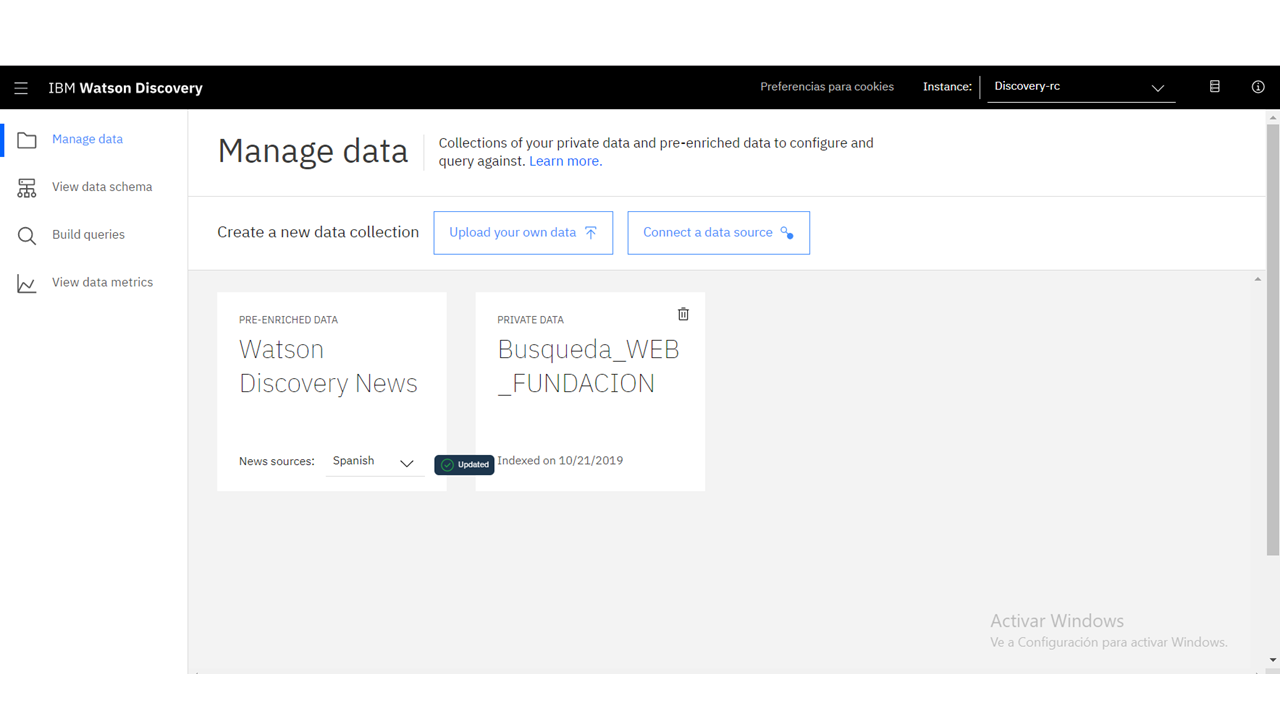 IBM Watson Discovery
Preferencias para cookies
Instance:
Discovery-rc
Manage data
View data schema
Build queries
View data metrics
Manage data
Collections of your private data and pre-enriched data to configure and
query against. Learn more.
Create a new data collection
Upload your own data
Connect a data source
PRE-ENRICHED DATA
Watson
Discovery News
News sources:
Spanish
Updated
PRIVATE DATA
Busqueda_WEB
_FUNDACION
Indexed on 10/21/2019
Activar Windows
Ve a Configuración para activar Windows.